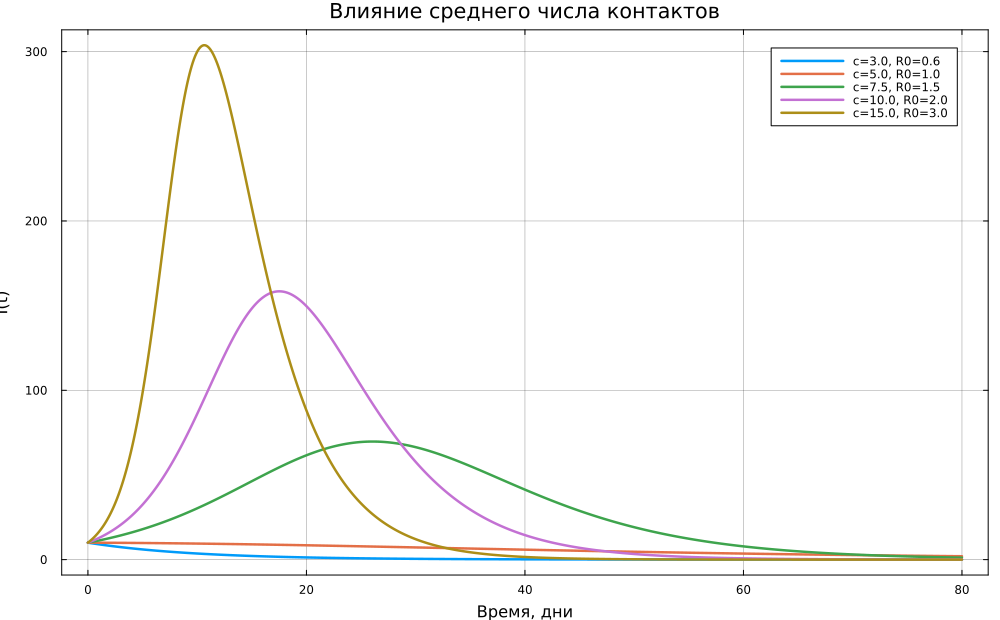 Влияние среднего числа контактов
300
200
100
0
I(t)
c=3.0, R0=0.6
c=5.0, R0=1.0
c=7.5, R0=1.5
c=10.0, R0=2.0
c=15.0, R0=3.0
0 20 40 60 80
Время, дни